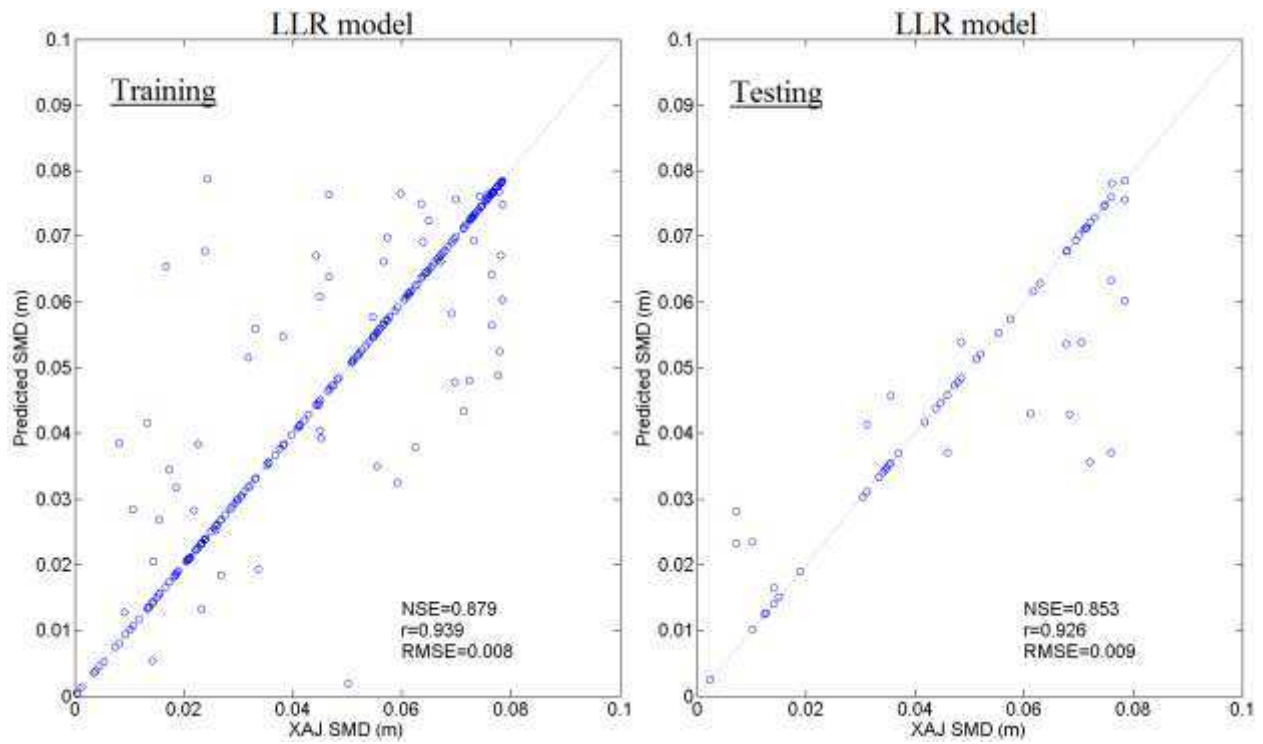 LLR model
Training
0.1
0.09
0.08
0.07
0.06
0.05
0.04
0.03
0.02
0.01
0
Predicted SMD (m)
NSE=0.879
r=0.939
RMSE=0.008
0 0.02 0.04 0.06 0.08 0.1
XAJ SMD (m)
LLR model
Testing
0.1
0.09
0.08
0.07
0.06
0.05
0.04
0.03
0.02
0.01
0
Predicted SMD (m)
NSE=0.853
r=0.926
RMSE=0.009
0 0.02 0.04 0.06 0.08 0.1
XAJ SMD (m)